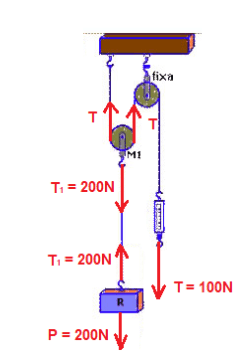 fixa
T
T
M1
T₁ = 200N
T₁ = 200N
T = 100N
R
P = 200N